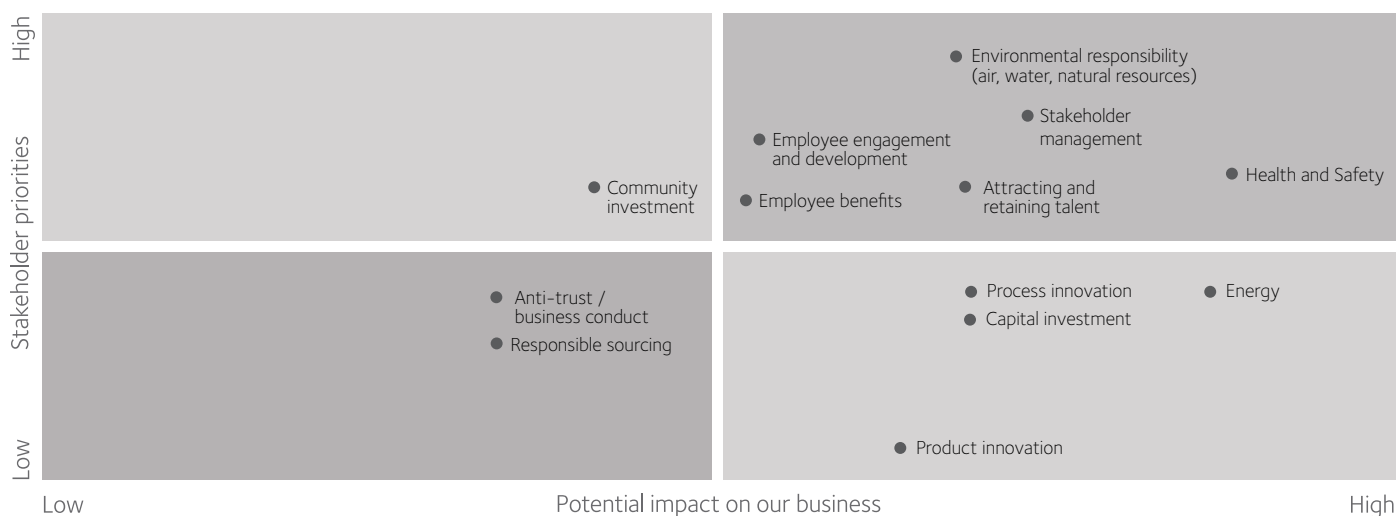 High
Stakeholder priorities
Low
Environmental responsibility
(air, water, natural resources)
Stakeholder
management
Employee engagement
and development
Health and Safety
Community
investment
Attracting and
retaining talent
Employee benefits
Anti-trust /
business conduct
Process innovation
Energy
Capital investment
Responsible sourcing
Product innovation
Low
Potential impact on our business
High